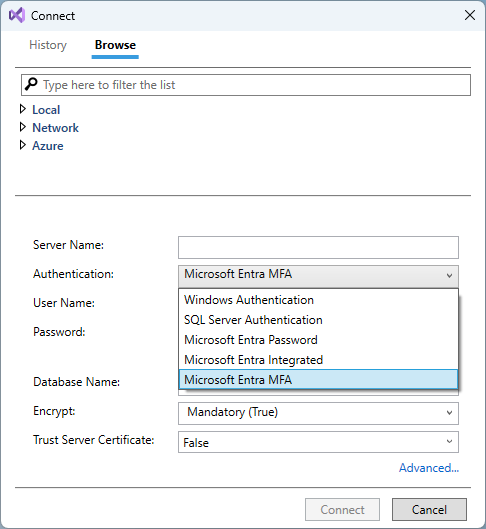 Connect
History Browse
Type here to filter the list
Local
Network
Azure
Server Name:
Authentication: Microsoft Entra MFA
User Name: Windows Authentication
SQL Server Authentication
Password: Microsoft Entra Password
Microsoft Entra Integrated
Database Name: Microsoft Entra MFA
Encrypt: Mandatory (True)
Trust Server Certificate: False
Advanced...
Connect Cancel